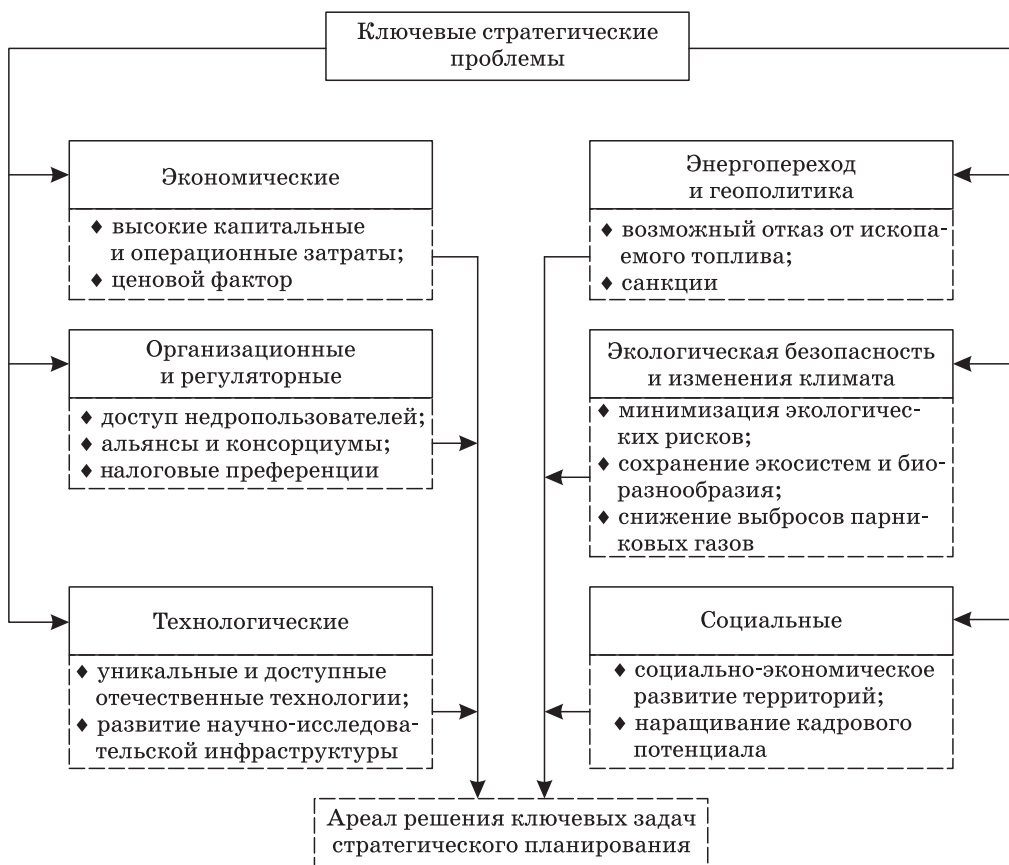 Ключевые стратегические
проблемы
Экономические
♦ высокие капитальные
и операционные затраты;
♦ ценовой фактор
Организационные
и регуляторные
♦ доступ недропользователей;
♦ альянсы и консорциумы;
♦ налоговые преференции
Технологические
♦ уникальные и доступные
отечественные технологии;
♦ развитие научно-исследова-
тельской инфраструктуры
Энергопереход
и геополитика
♦ возможный отказ от ископа-
емого топлива;
♦ санкции
Экологическая безопасность
и изменения климата
♦ минимизация экологичес-
ких рисков;
♦ сохранение экосистем и био-
разнообразия;
♦ снижение выбросов парни-
ковых газов
Социальные
♦ социально-экономическое
развитие территорий;
♦ наращивание кадрового
потенциала
Ареал решения ключевых задач
стратегического планирования